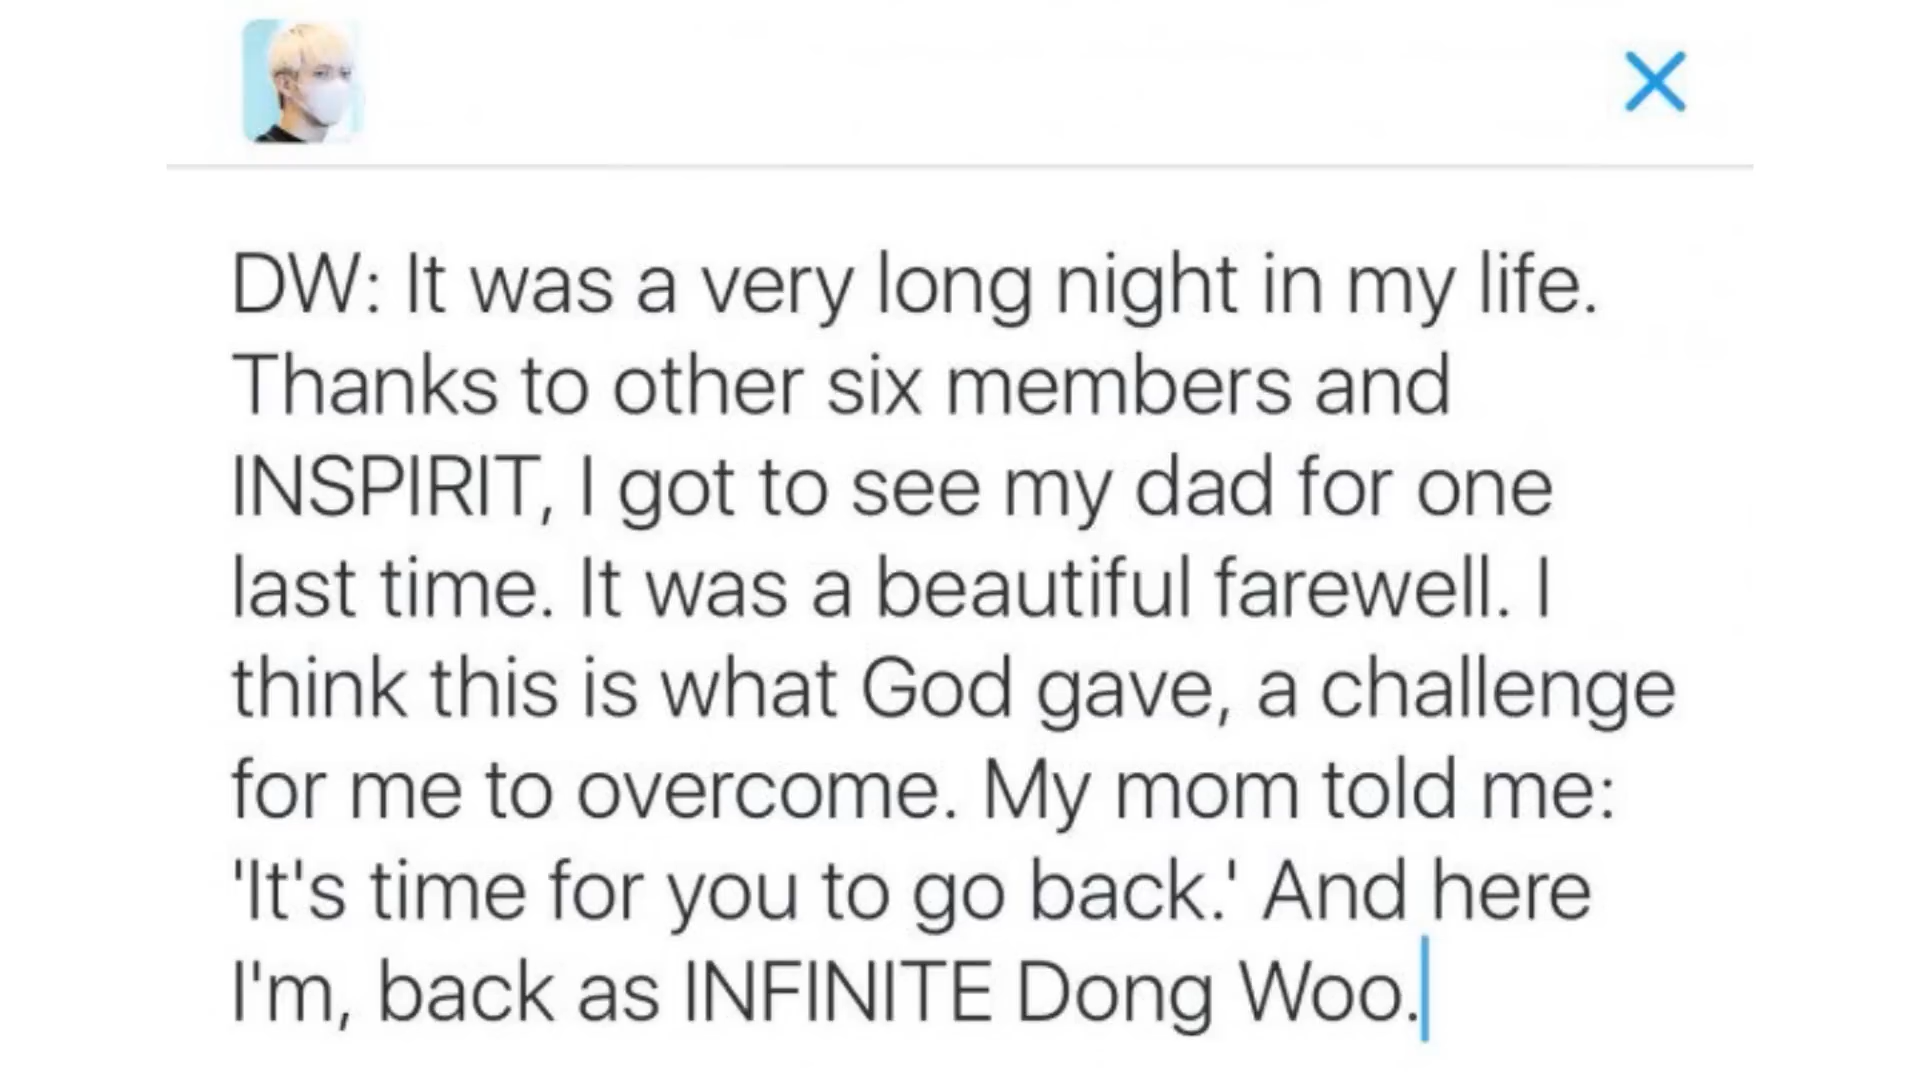 DW: It was a very long night in my life.
Thanks to other six members and
INSPIRIT, I got to see my dad for one
last time. It was a beautiful farewell. I
think this is what God gave, a challenge
for me to overcome. My mom told me:
'It's time for you to go back.' And here
I'm, back as INFINITE Dong Woo.